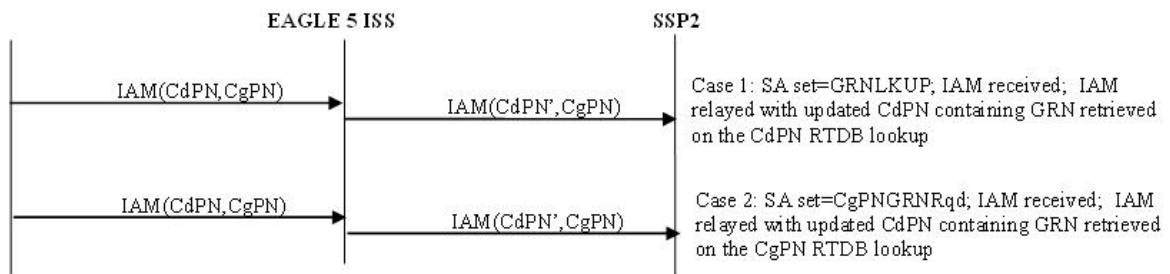 EAGLE 5 ISS
SSP2
IAM(CdPN,CgPN)
IAM(CdPN',CgPN)
Case 1: SA set=GRNLKUP; IAM received; IAM
relayed with updated CdPN containing GRN retrieved
on the CdPN RTDB lookup
IAM(CdPN,CgPN)
IAM(CdPN',CgPN)
Case 2: SA set=CgPNGRNRqd; IAM received; IAM
relayed with updated CdPN containing GRN retrieved
on the CgPN RTDB lookup